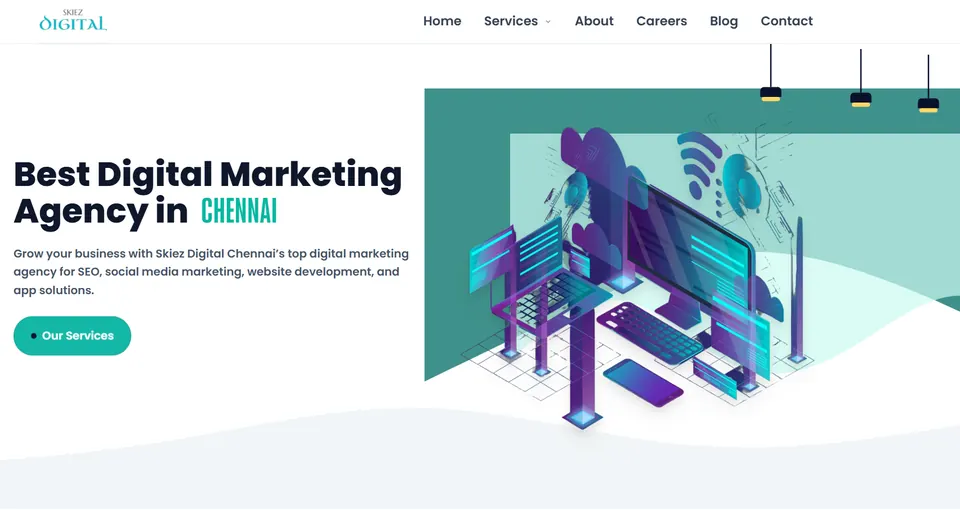 SKIEZ
DIGITAL
Home Services About Careers Blog Contact
Best Digital Marketing
Agency in CHENNAI
Grow your business with Skiez Digital Chennai's top digital marketing
agency for SEO, social media marketing, website development, and
app solutions.
Our Services